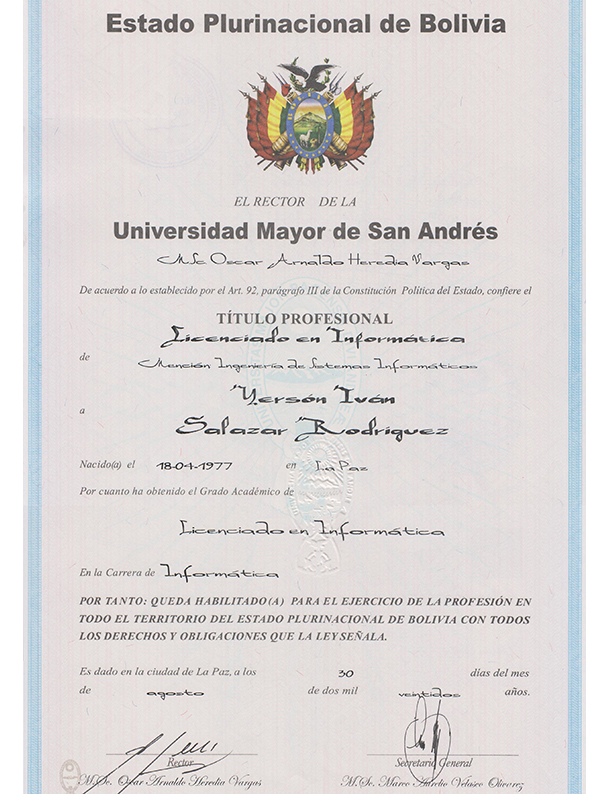 Estado Plurinacional de Bolivia
EL RECTOR DE LA
Universidad Mayor de San Andrés
M.Sc Oscar Arnaldo Heredia Vargas
De acuerdo a lo establecido por el Art. 92, parágrafo III de la Constitución Política del Estado, confiere el
TÍTULO PROFESIONAL
de Licenciado en Informática
Mención Ingeniería de Sistemas Informáticos
a Yersón Iván
Salazar Rodríguez
Nacido(a) el 18-04-1977 en La Paz
Por cuanto ha obtenido el Grado Académico de
Licenciado en Informática
En la Carrera de Informática
POR TANTO: QUEDA HABILITADO(A) PARA EL EJERCICIO DE LA PROFESIÓN EN
TODO EL TERRITORIO DEL ESTADO PLURINACIONAL DE BOLIVIA CON TODOS
LOS DERECHOS Y OBLIGACIONES QUE LA LEY SEÑALA.
Es dado en la ciudad de La Paz, a los 30 días del mes
de agosto de dos mil veintidos años.
Rector Secretario General
M.Sc. Oscar Arnaldo Heredia Vargas M.Sc. Marco Aurelio Velasco Olivarez